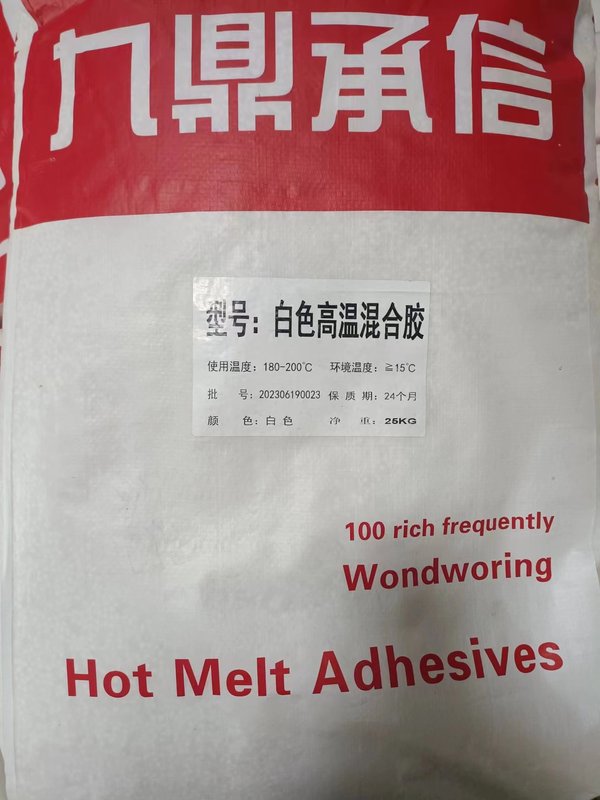 九鼎承信
型号：白色高温混合胶
使用温度：180-200℃ 环境温度：≧15℃
批 号：202306190023 保 质 期：24个月
颜 色：白 色 净 重：25KG
100 rich frequently
Wondworing
Hot Melt Adhesives